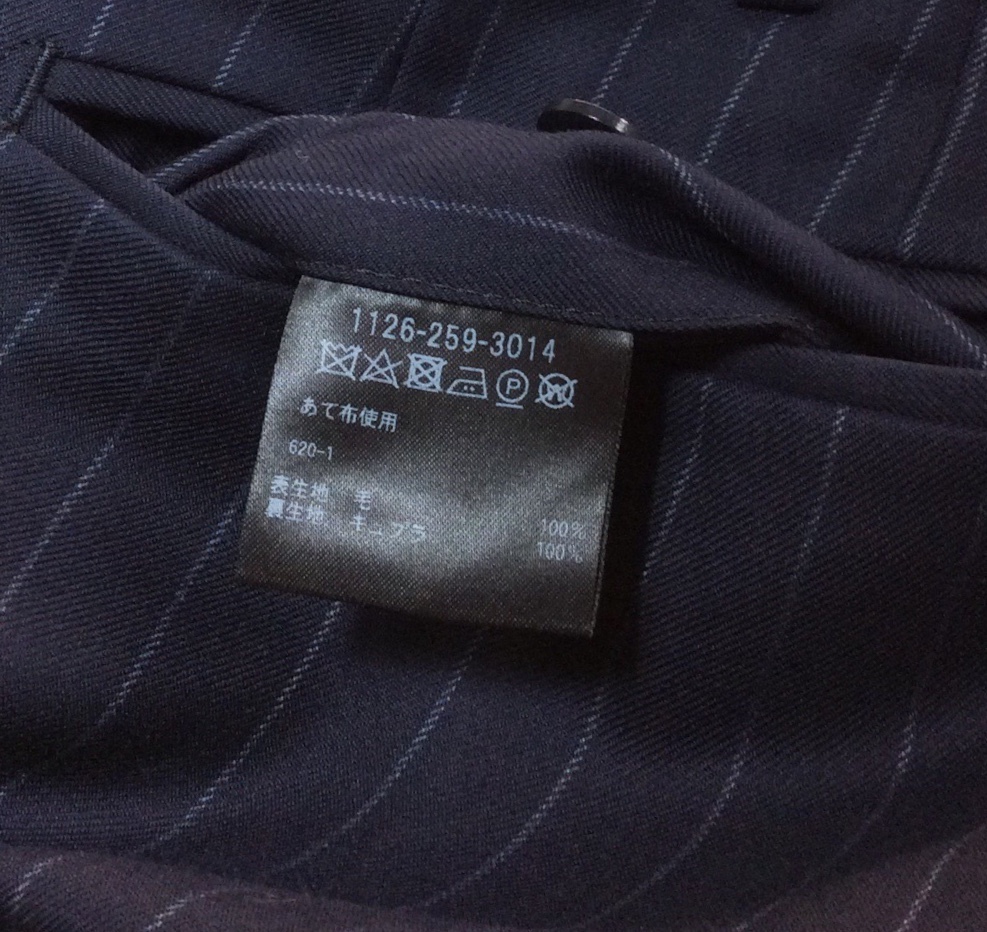 1126-259-3014
P W
あて布使用
620-1
表生地 毛 100%
裏生地 キュプラ 100%